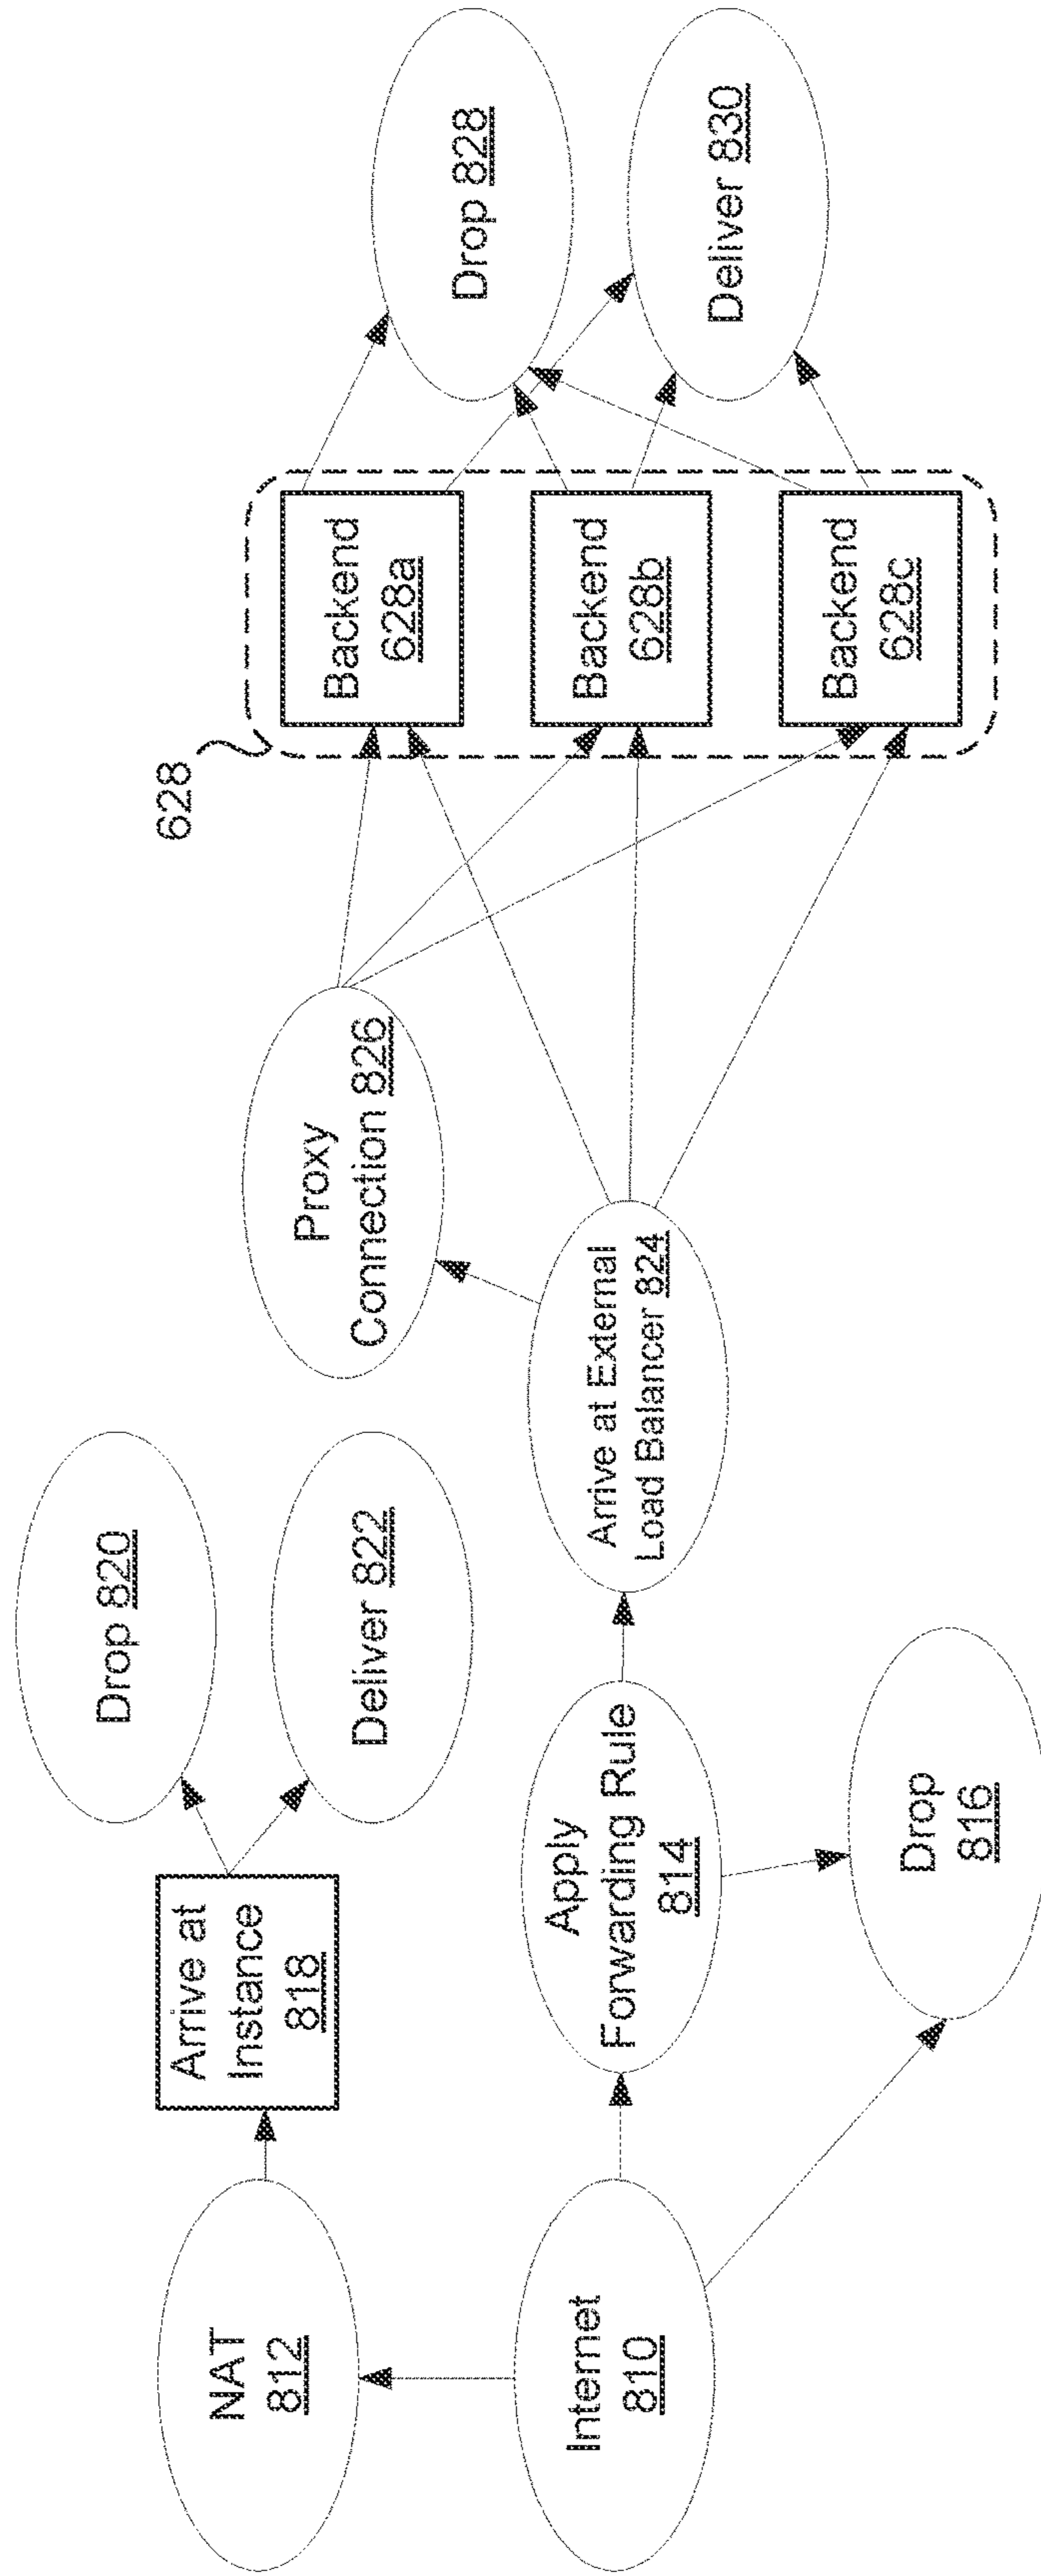 NAT
812
Arrive at
Instance
818
Drop 820
Deliver 822
Internet
810
Apply
Forwarding Rule
814
Drop
816
Arrive at External
Load Balancer 824
Proxy
Connection 826
628
Backend
628a
Backend
628b
Backend
628c
Drop 828
Deliver 830